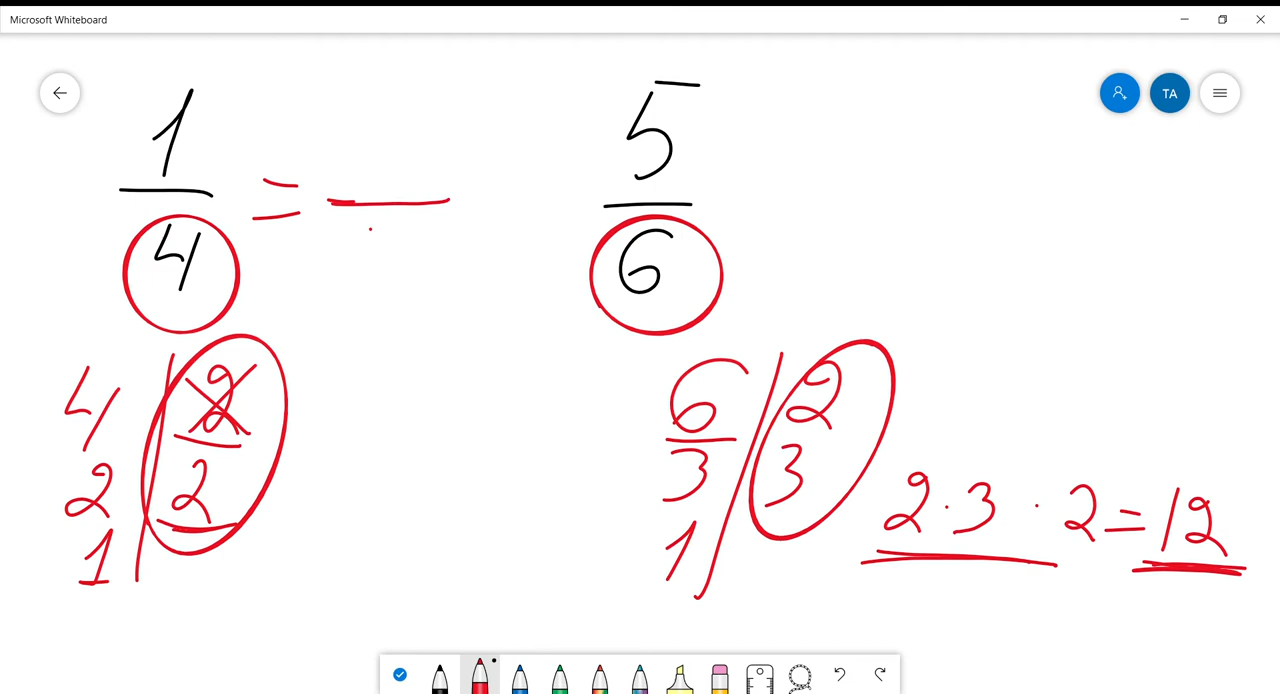 Microsoft Whiteboard
TA
1/4 = 5/6
4 2
2 2
1
6 2
3 3
1
2 · 3 · 2 = 12